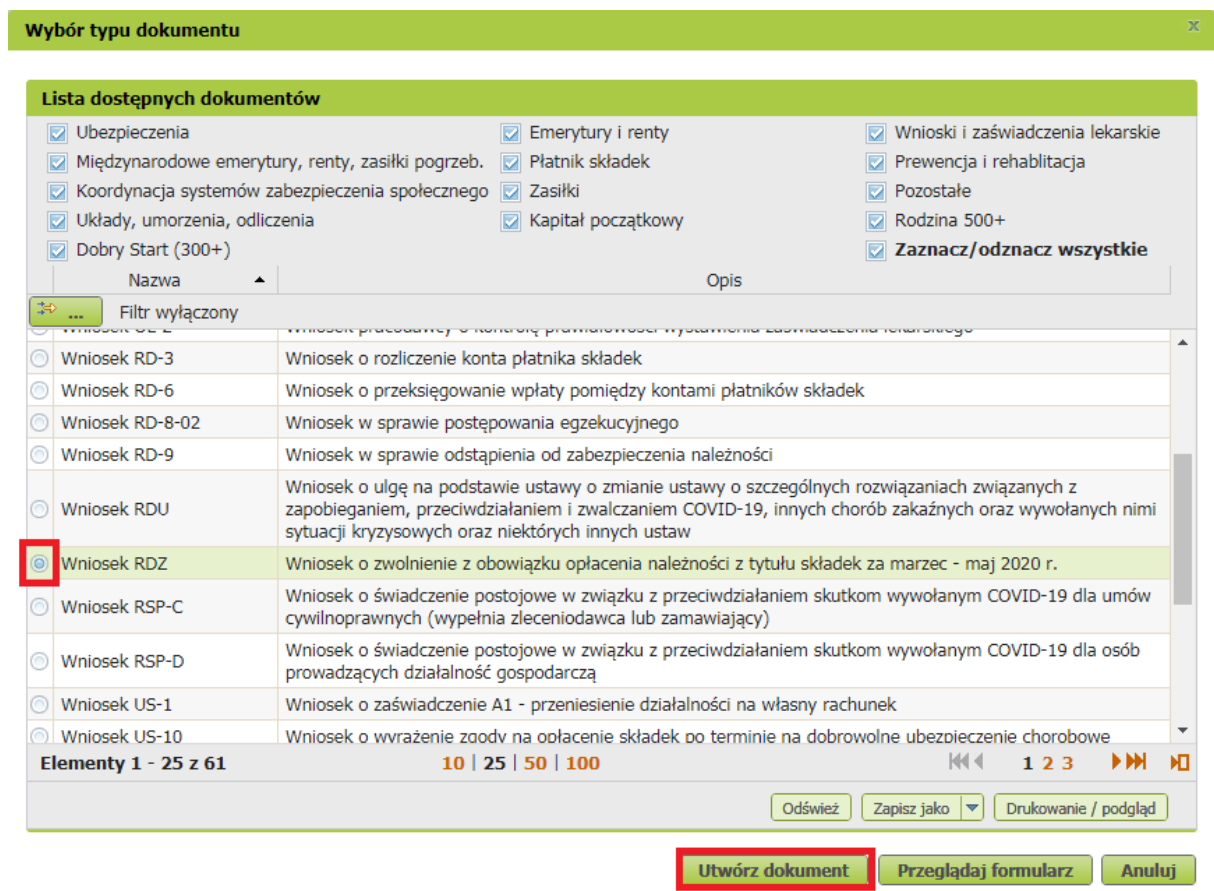 Wybór typu dokumentu x
Lista dostępnych dokumentów
Ubezpieczenia Emerytury i renty Wnioski i zaświadczenia lekarskie
Międzynarodowe emerytury, renty, zasiłki pogrzeb. Płatnik składek Prewencja i rehablitacja
Koordynacja systemów zabezpieczenia społecznego Zasiłki Pozostałe
Układy, umorzenia, odliczenia Kapitał początkowy Rodzina 500+
Dobry Start (300+) Zaznacz/odznacz wszystkie
Nazwa Opis
... Filtr wyłączony
Wniosek pracodawcy o kontrolę prawidłowości wystawienia zaświadczenia lekarskiego
Wniosek RD-3 Wniosek o rozliczenie konta płatnika składek
Wniosek RD-6 Wniosek o przeksięgowanie wpłaty pomiędzy kontami płatników składek
Wniosek RD-8-02 Wniosek w sprawie postępowania egzekucyjnego
Wniosek RD-9 Wniosek w sprawie odstąpienia od zabezpieczenia należności
Wniosek RDU Wniosek o ulgę na podstawie ustawy o zmianie ustawy o szczególnych rozwiązaniach związanych z
zapobieganiem, przeciwdziałaniem i zwalczaniem COVID-19, innych chorób zakaźnych oraz wywołanych nimi
sytuacji kryzysowych oraz niektórych innych ustaw
Wniosek RDZ Wniosek o zwolnienie z obowiązku opłacenia należności z tytułu składek za marzec - maj 2020 r.
Wniosek RSP-C Wniosek o świadczenie postojowe w związku z przeciwdziałaniem skutkom wywołanym COVID-19 dla umów
cywilnoprawnych (wypełnia zleceniodawca lub zamawiający)
Wniosek RSP-D Wniosek o świadczenie postojowe w związku z przeciwdziałaniem skutkom wywołanym COVID-19 dla osób
prowadzących działalność gospodarczą
Wniosek US-1 Wniosek o zaświadczenie A1 - przeniesienie działalności na własny rachunek
Wniosek US-10 Wniosek o wyrażenie zgody na opłacenie składek po terminie na dobrowolne ubezpieczenie chorobowe
Elementy 1 - 25 z 61 10 | 25 | 50 | 100 1 2 3
Odśwież Zapisz jako Drukowanie / podgląd
Utwórz dokument Przeglądaj formularz Anuluj